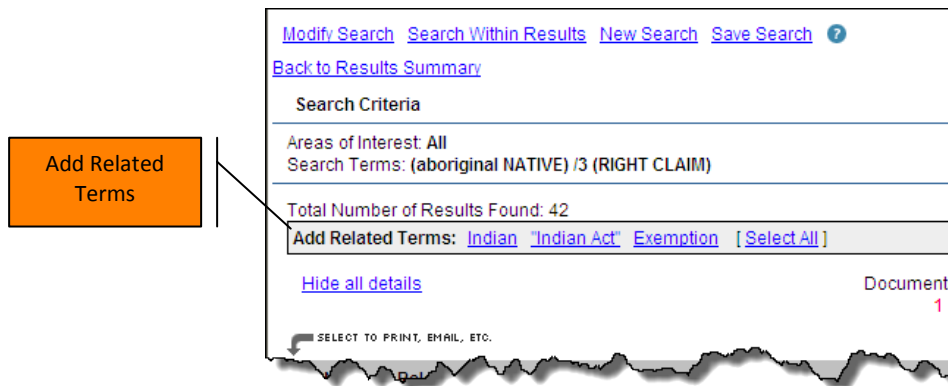 Modify Search Search Within Results New Search Save Search ?
Back to Results Summary
Search Criteria
Areas of Interest: All
Search Terms: (aboriginal NATIVE) /3 (RIGHT CLAIM)
Add Related
Terms
Total Number of Results Found: 42
Add Related Terms: Indian "Indian Act" Exemption [ Select All ]
Hide all details Document
1
SELECT TO PRINT, EMAIL, ETC.